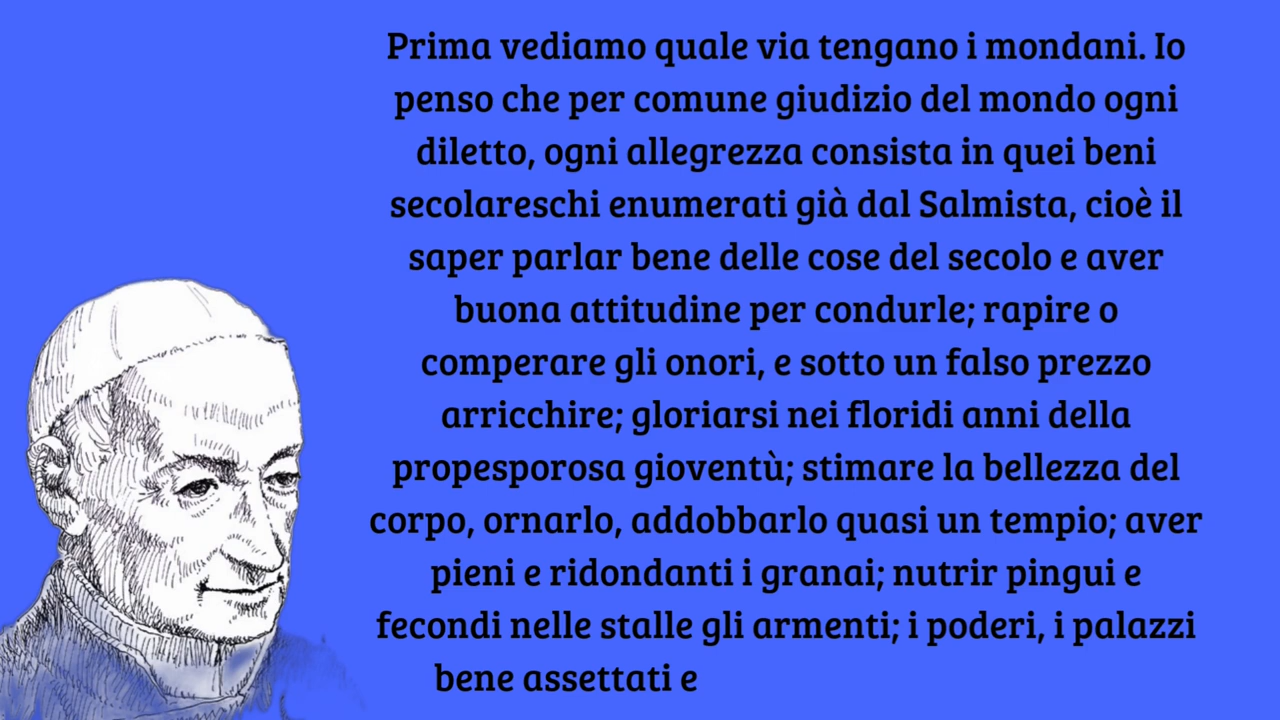 Prima vediamo quale via tengano i mondani. Io
penso che per comune giudizio del mondo ogni
diletto, ogni allegrezza consista in quei beni
secolareschi enumerati già dal Salmista, cioè il
saper parlar bene delle cose del secolo e aver
buona attitudine per condurle; rapire o
comperare gli onori, e sotto un falso prezzo
arricchire; gloriarsi nei floridi anni della
propesporosa gioventù; stimare la bellezza del
corpo, ornarlo, addobbarlo quasi un tempio; aver
pieni e ridondanti i granai; nutrir pingui e
fecondi nelle stalle gli armenti; i poderi, i palazzi
bene assettati e